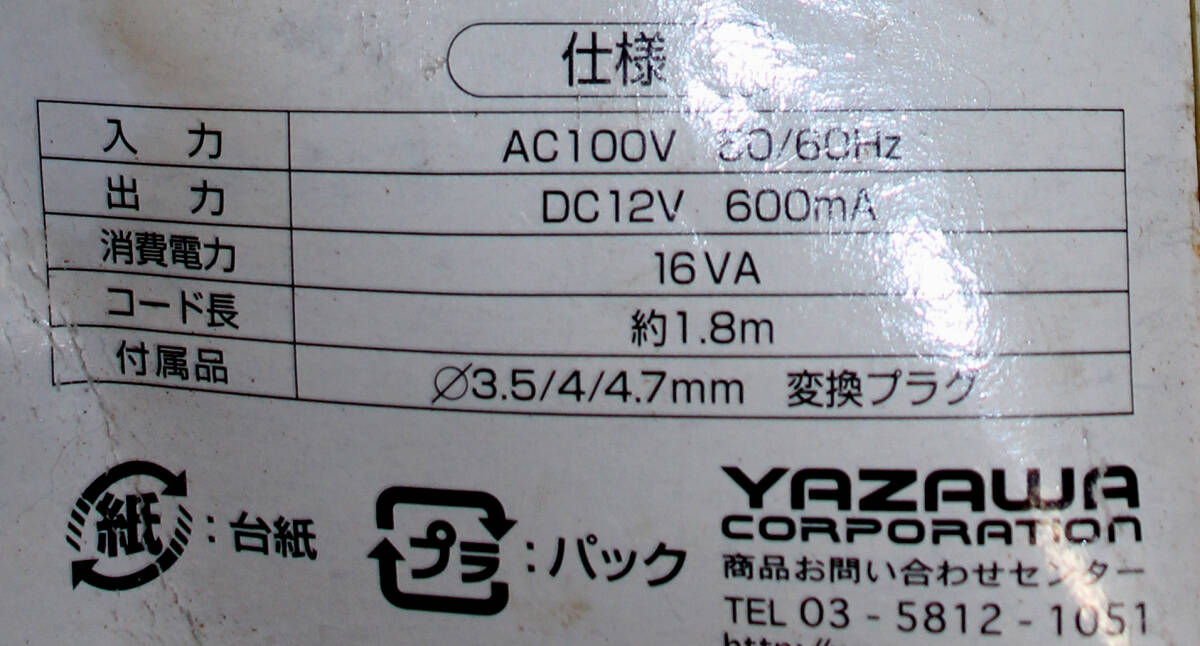 仕様
入力 AC100V 50/60Hz
出力 DC12V 600mA
消費電力 16VA
コード長 約1.8m
付属品 ∅3.5/4/4.7mm 変換プラグ
紙:台紙
プラ:パック
YAZAWA
CORPORATION
商品お問い合わせセンター
TEL 03-5812-1051